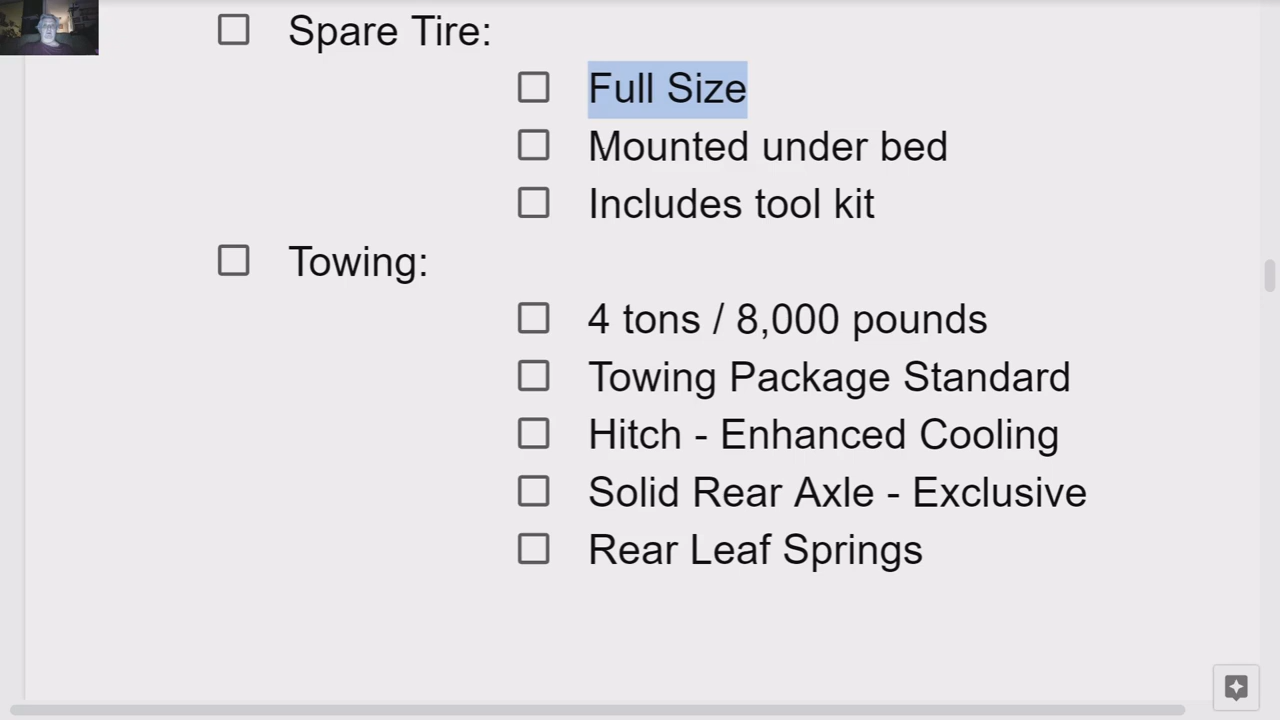 Spare Tire:
Full Size
Mounted under bed
Includes tool kit
Towing:
4 tons / 8,000 pounds
Towing Package Standard
Hitch - Enhanced Cooling
Solid Rear Axle - Exclusive
Rear Leaf Springs